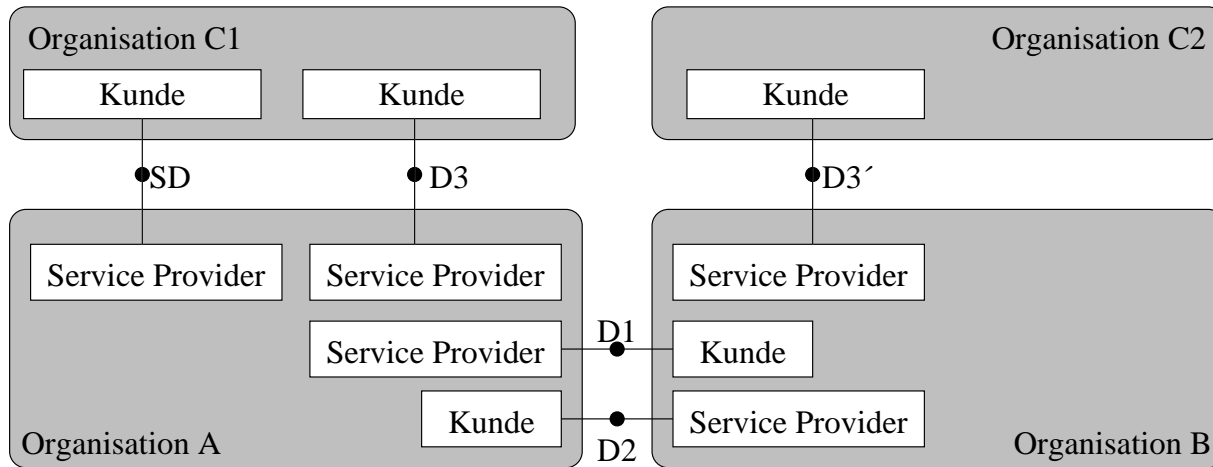 Organisation C1
Organisation C2
Kunde
Kunde
Kunde
SD
D3
D3´
Service Provider
Service Provider
Service Provider
D1
Service Provider
Kunde
Kunde
Service Provider
D2
Organisation A
Organisation B